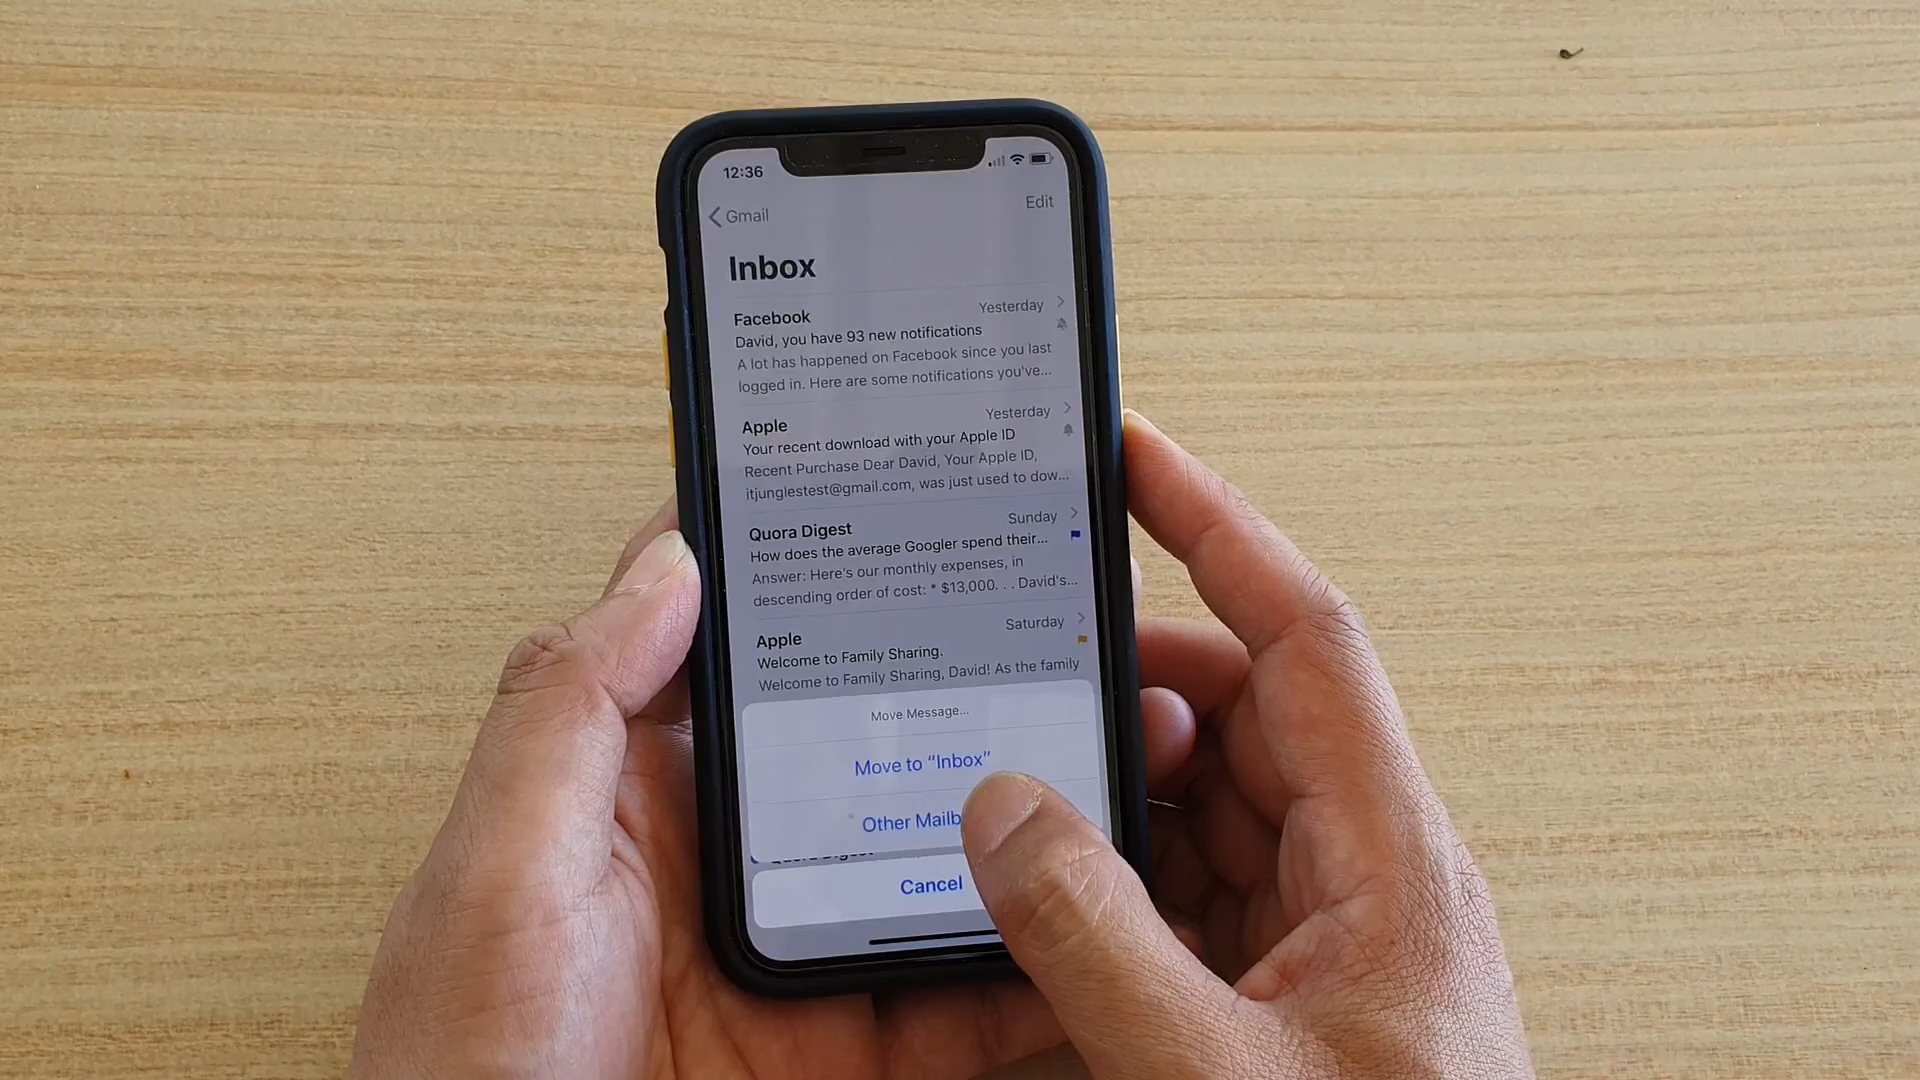 12:36
Gmail
Edit
Inbox
Facebook
Yesterday
David, you have 93 new notifications
A lot has happened on Facebook since you last
logged in. Here are some notifications you've...
Apple
Yesterday
Your recent download with your Apple ID
Recent Purchase Dear David, Your Apple ID,
itjunglestest@gmail.com, was just used to dow...
Quora Digest
Sunday
How does the average Googler spend their...
Answer: Here's our monthly expenses, in
descending order of cost: * $13,000. . . David's...
Apple
Saturday
Welcome to Family Sharing.
Welcome to Family Sharing, David! As the family
Move Message...
Move to “Inbox”
Other Mailb
Quora Digest
Cancel